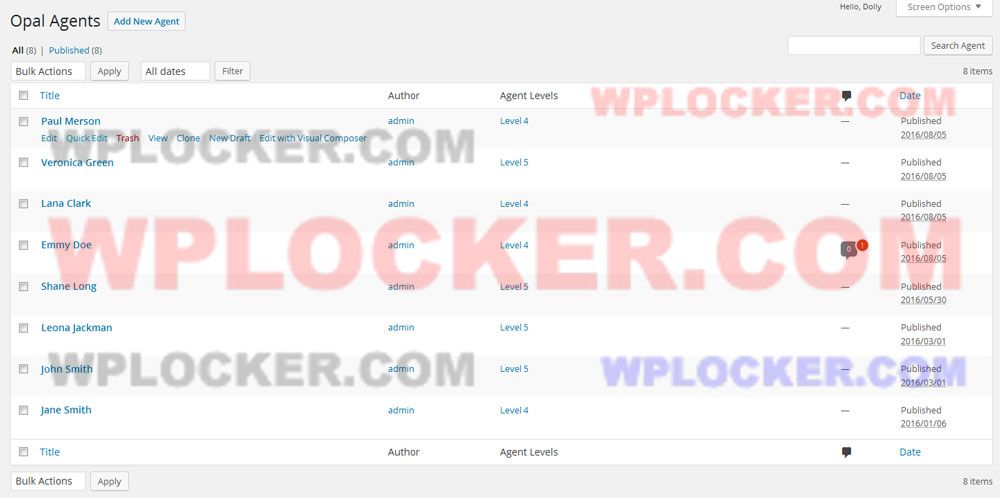 Hello, Dolly
Screen Options ▼
Opal Agents Add New Agent
All (8) | Published (8)
Search Agent
Bulk Actions Apply All dates Filter 8 items
Title Author Agent Levels Date
WPLOCKER.COM
Paul Merson admin Level 4 — Published
2016/08/05
Edit Quick Edit Trash View Clone New Draft Edit with Visual Composer
WPLOCKER.COM
Veronica Green admin Level 5 — Published
2016/08/05
Lana Clark admin Level 4 — Published
2016/08/05
WPLOCKER.COM
Emmy Doe admin Level 4 0 1 Published
2016/08/05
Shane Long admin Level 5 — Published
2016/05/30
Leona Jackman admin Level 5 — Published
2016/03/01
WPLOCKER.COM
WPLOCKER.COM
John Smith admin Level 5 — Published
2016/03/01
Jane Smith admin Level 4 — Published
2016/01/06
Title Author Agent Levels Date
Bulk Actions Apply 8 items